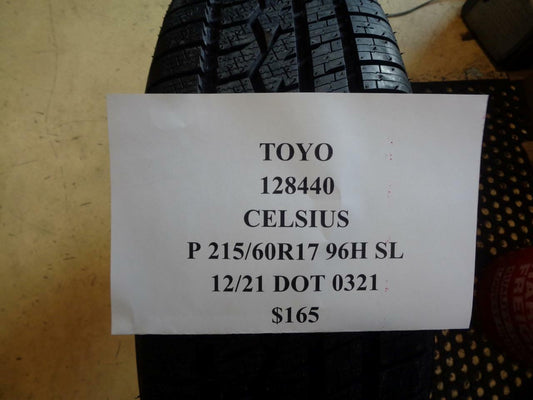 TOYO
128440
CELSIUS
P 215/60R17 96H SL
12/21 DOT 0321
$165